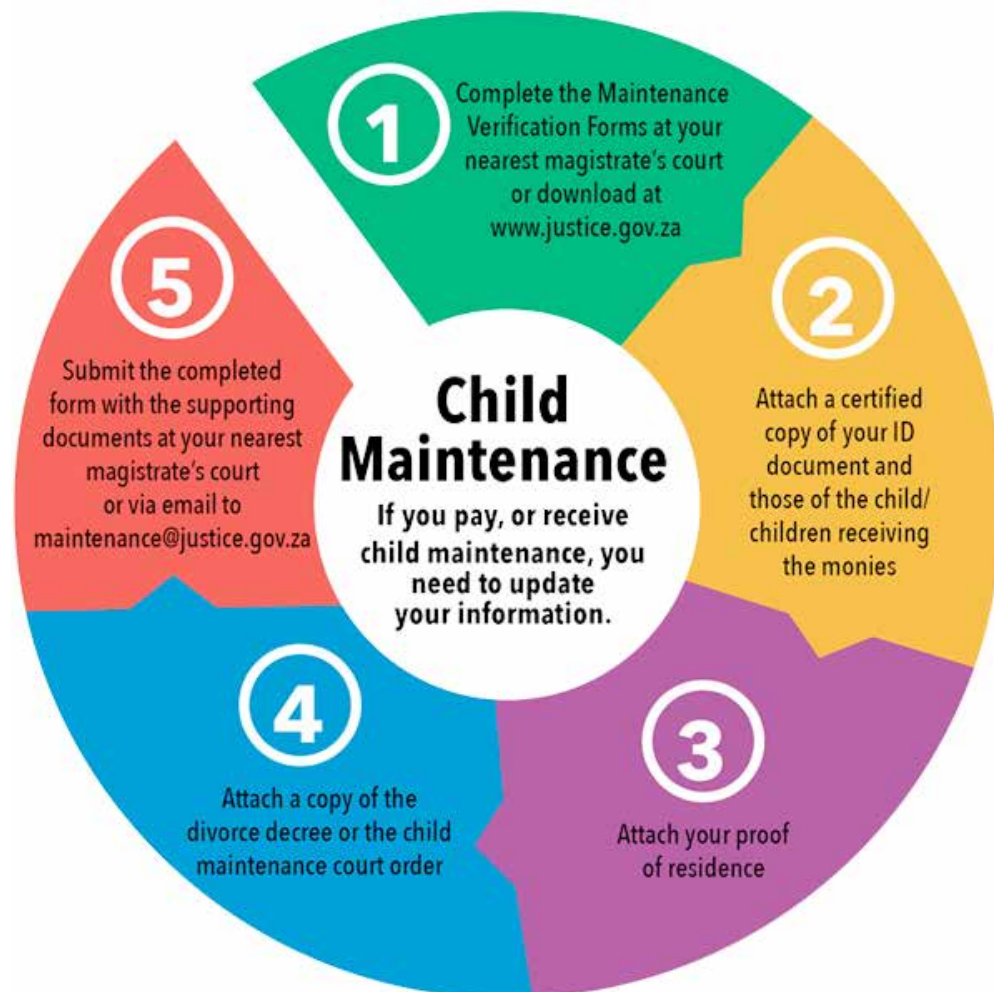 Child
Maintenance
If you pay, or receive
child maintenance, you
need to update
your information.
1
Complete the Maintenance
Verification Forms at your
nearest magistrate's court
or download at
www.justice.gov.za
2
Attach a certified
copy of your ID
document and
those of the child/
children receiving
the monies
3
Attach your proof
of residence
4
Attach a copy of the
divorce decree or the child
maintenance court order
5
Submit the completed
form with the supporting
documents at your nearest
magistrate's court
or via email to
maintenance@justice.gov.za